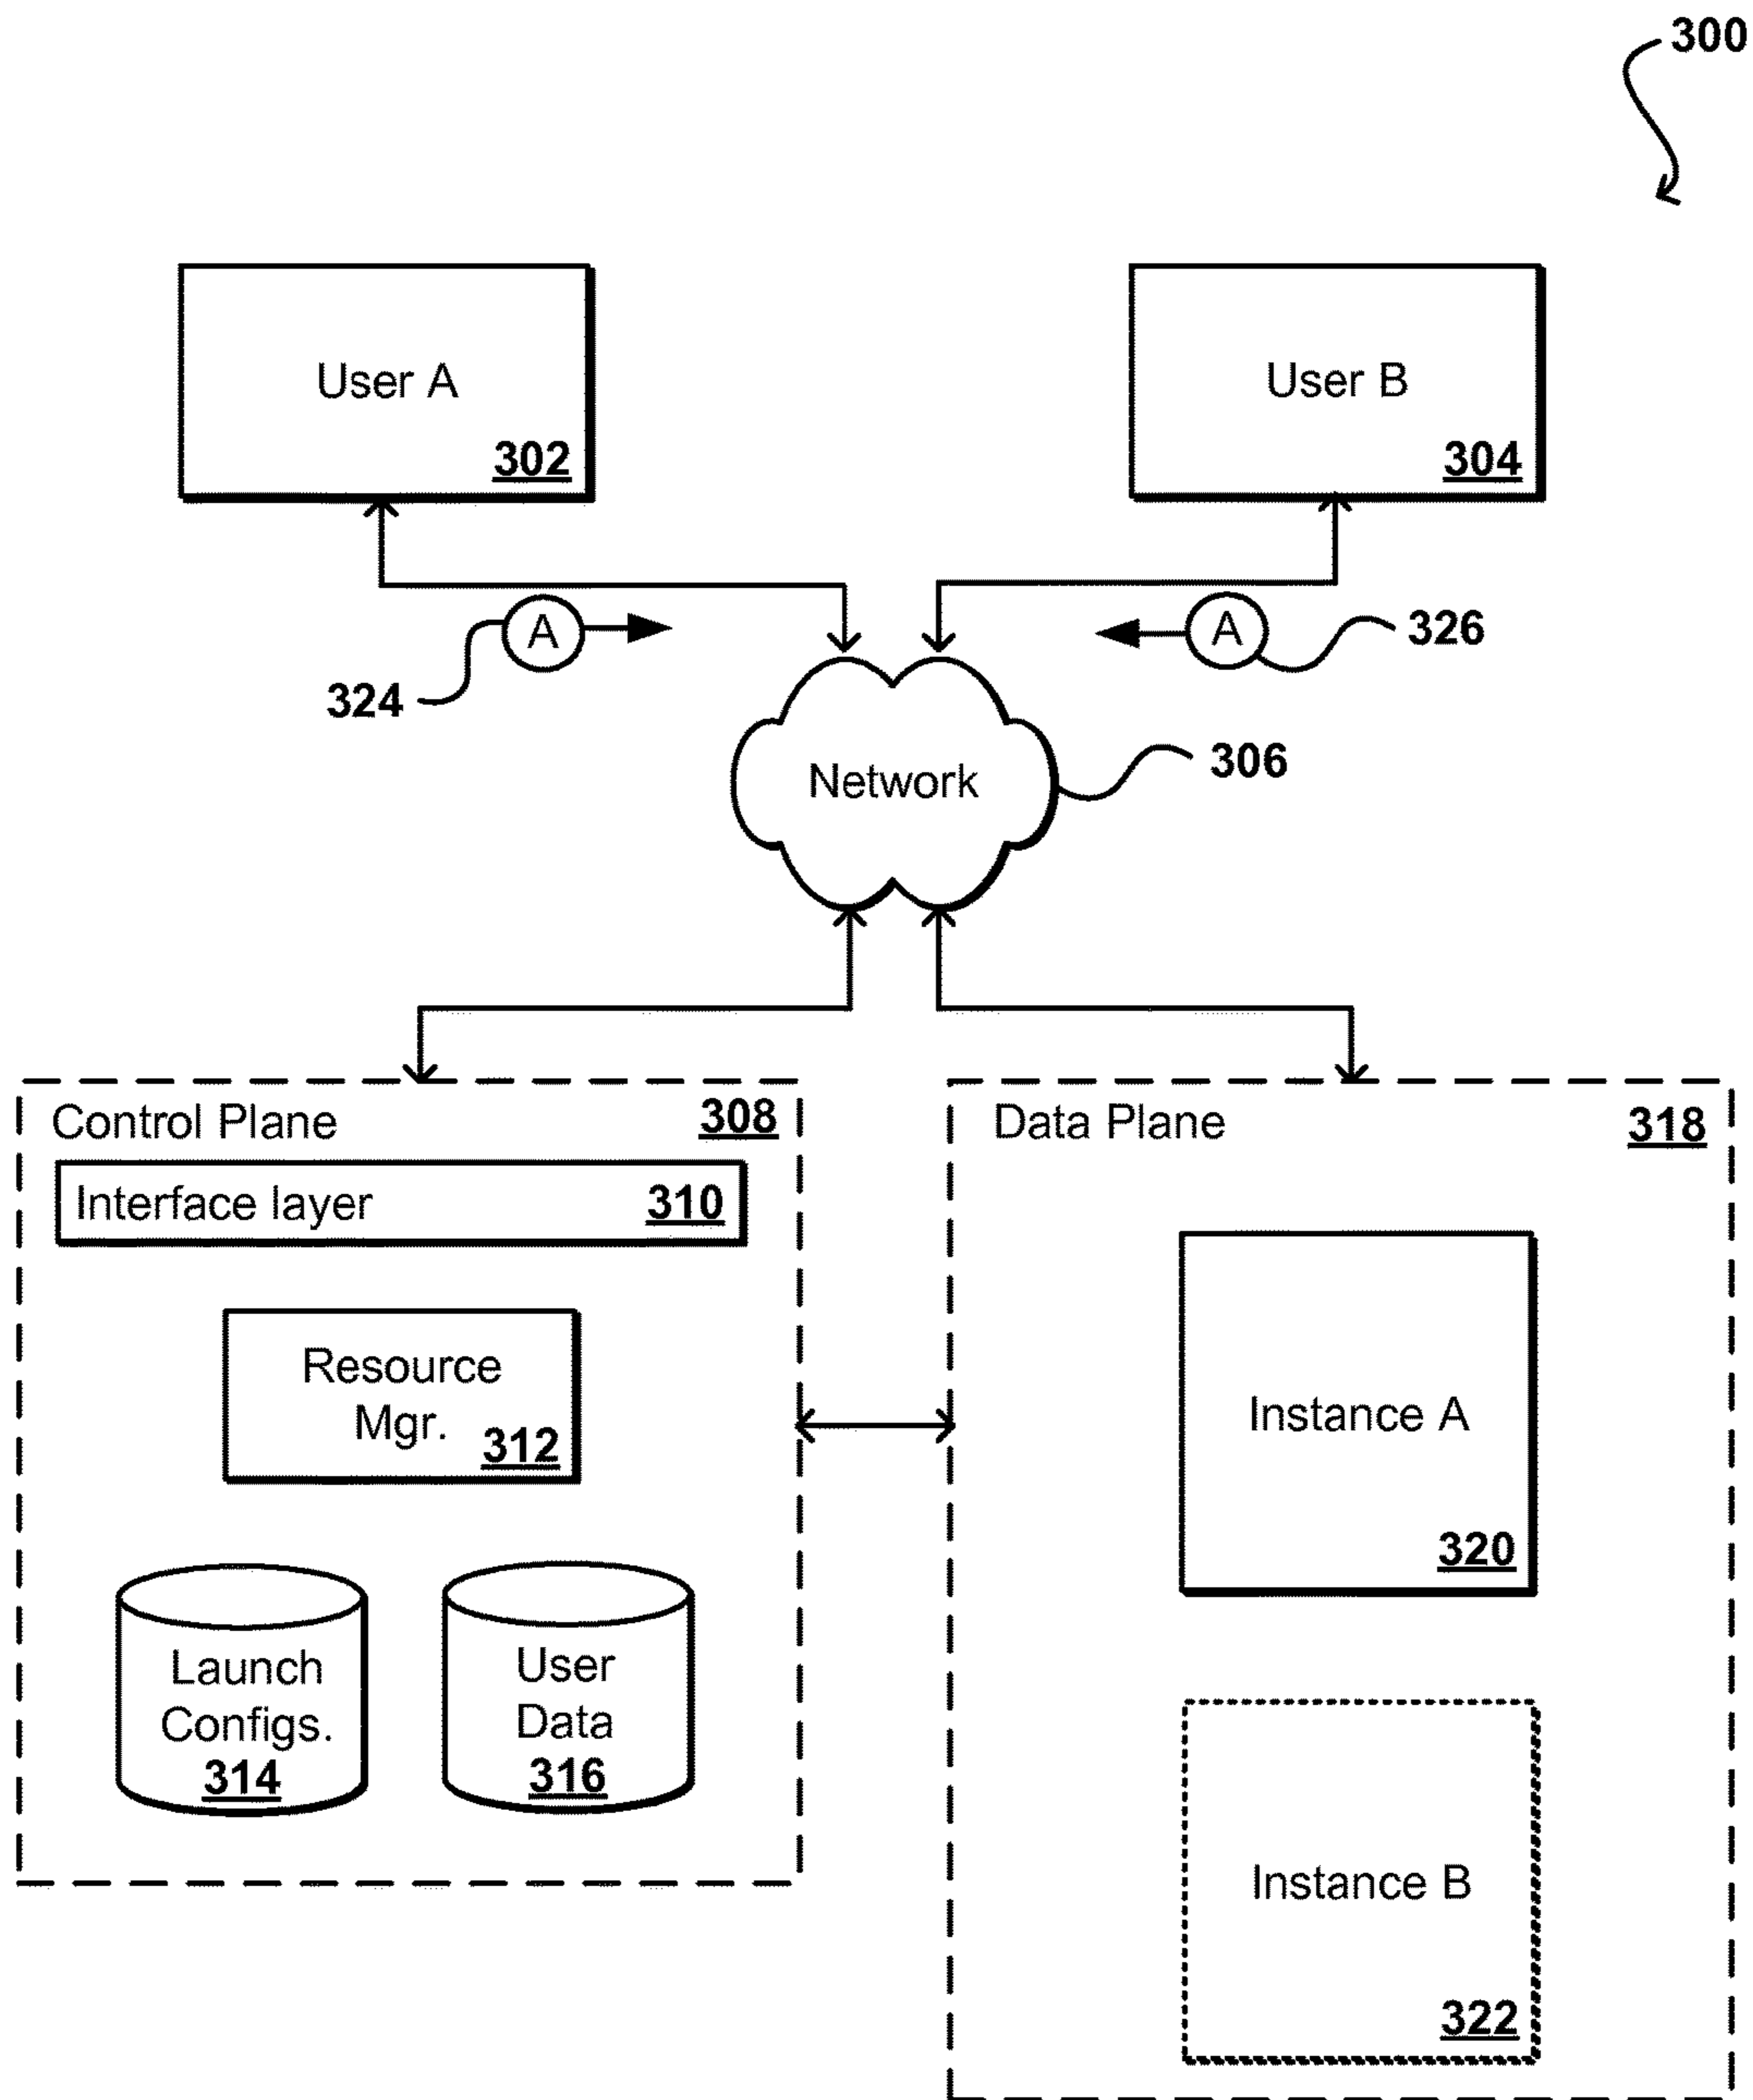 300
User A
302
User B
304
A
324
A
326
Network
306
Control Plane
308
Interface layer
310
Resource
Mgr.
312
Launch
Configs.
314
User
Data
316
Data Plane
318
Instance A
320
Instance B
322